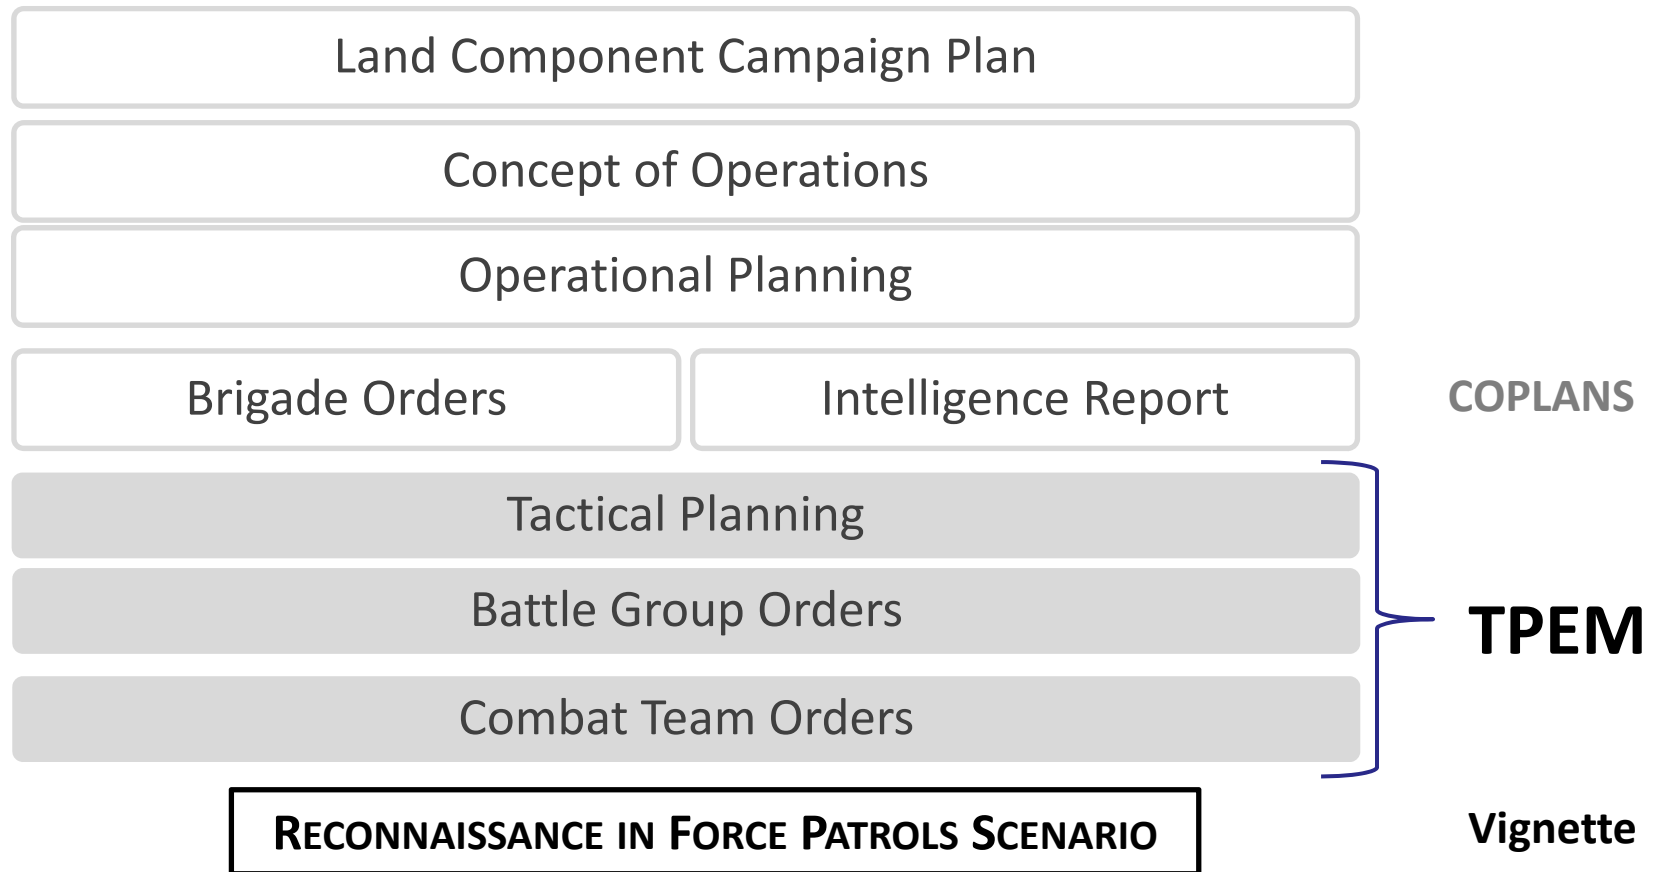 Land Component Campaign Plan
Concept of Operations
Operational Planning
Brigade Orders
Intelligence Report
COPLANS
Tactical Planning
Battle Group Orders
TPEM
Combat Team Orders
RECONNAISSANCE IN FORCE PATROLS SCENARIO
Vignette